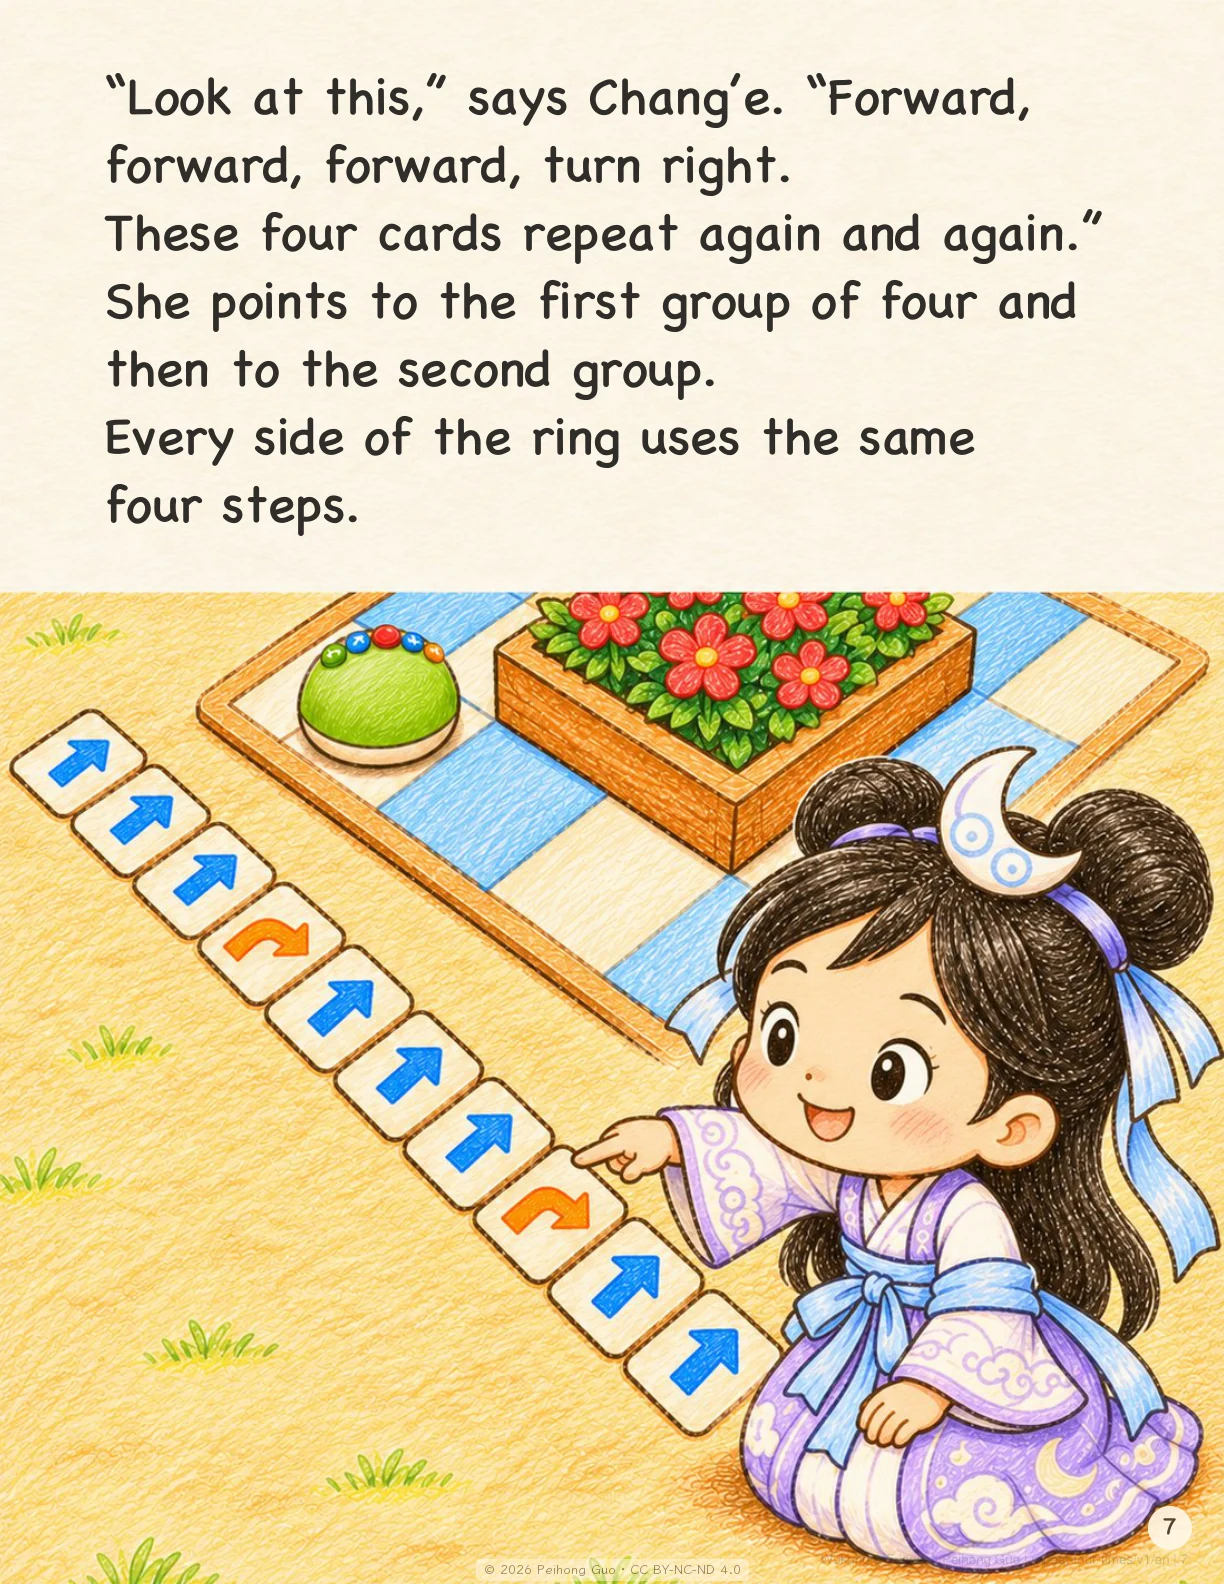 “Look at this,” says Chang’e. “Forward,
forward, forward, turn right.
These four cards repeat again and again.”
She points to the first group of four and
then to the second group.
Every side of the ring uses the same
four steps.
7
© 2026 Peihong Guo • CC BY-NC-ND 4.0